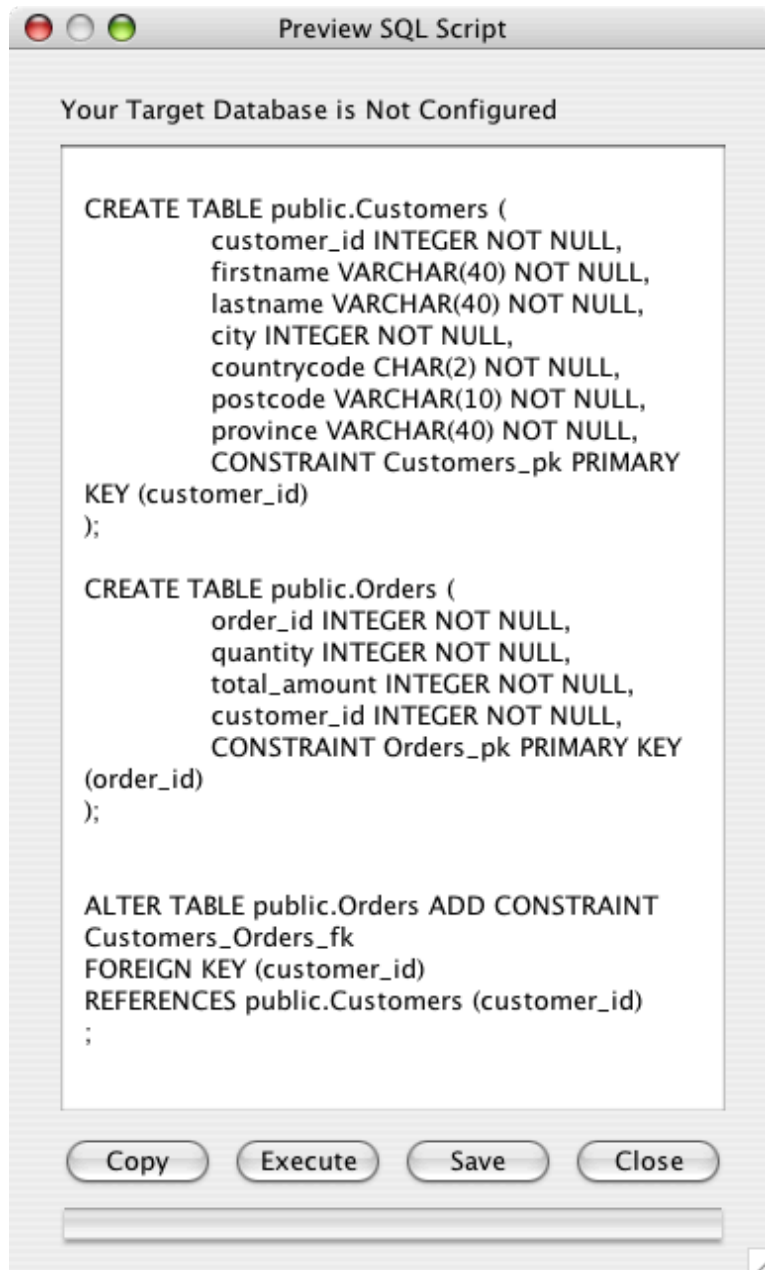 Preview SQL Script
Your Target Database is Not Configured
CREATE TABLE public.Customers (
customer_id INTEGER NOT NULL,
firstname VARCHAR(40) NOT NULL,
lastname VARCHAR(40) NOT NULL,
city INTEGER NOT NULL,
countrycode CHAR(2) NOT NULL,
postcode VARCHAR(10) NOT NULL,
province VARCHAR(40) NOT NULL,
CONSTRAINT Customers_pk PRIMARY
KEY (customer_id)
);
CREATE TABLE public.Orders (
order_id INTEGER NOT NULL,
quantity INTEGER NOT NULL,
total_amount INTEGER NOT NULL,
customer_id INTEGER NOT NULL,
CONSTRAINT Orders_pk PRIMARY KEY
(order_id)
);
ALTER TABLE public.Orders ADD CONSTRAINT
Customers_Orders_fk
FOREIGN KEY (customer_id)
REFERENCES public.Customers (customer_id)
;
Copy Execute Save Close